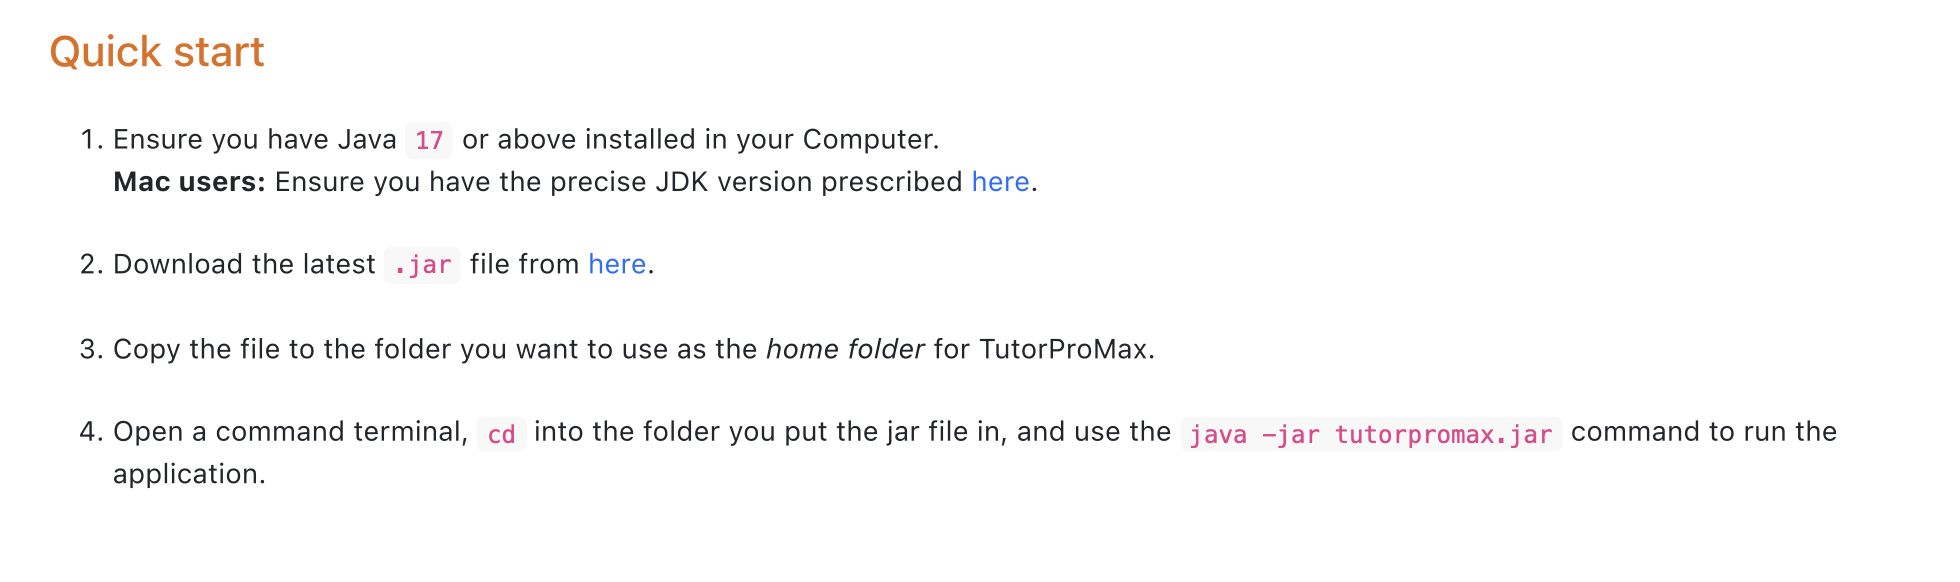 Quick start
1. Ensure you have Java 17 or above installed in your Computer.
Mac users: Ensure you have the precise JDK version prescribed here.
2. Download the latest .jar file from here.
3. Copy the file to the folder you want to use as the home folder for TutorProMax.
4. Open a command terminal, cd into the folder you put the jar file in, and use the java -jar tutorpromax.jar command to run the
application.